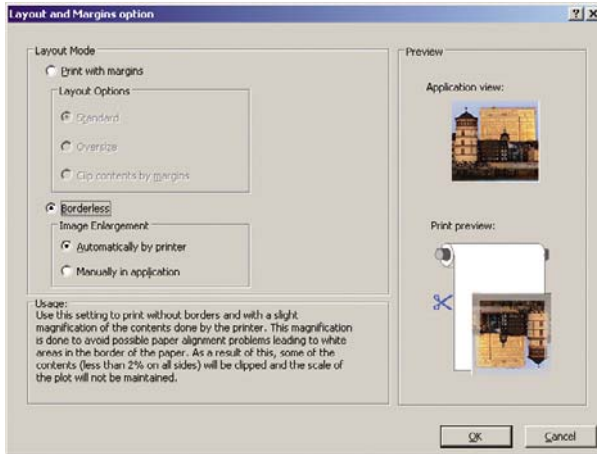 Layout and Margins option
Layout Mode
Print with margins
Layout Options
Standard
Oversize
Clip contents by margins
Borderless
Image Enlargement
Automatically by printer
Manually in application
Usage:
Use this setting to print without borders and with a slight
magnification of the contents done by the printer. This magnification
is done to avoid possible paper alignment problems leading to white
areas in the border of the paper. As a result of this, some of the
contents (less than 2% on all sides) will be clipped and the scale of
the plot will not be maintained.
Preview
Application view:
Print preview:
OK
Cancel